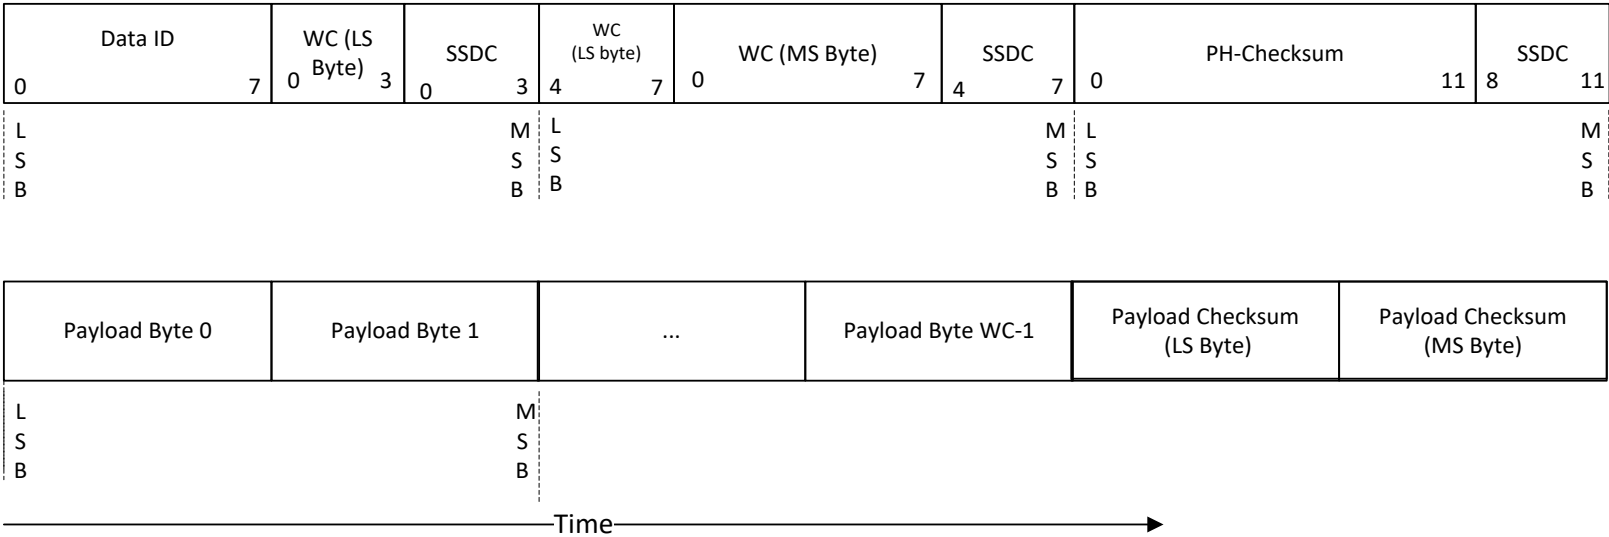 Data ID
0 7
WC (LS
Byte)
0 3
SSDC
0 3
WC
(LS byte)
4 7
WC (MS Byte)
0 7
SSDC
4 7
PH-Checksum
0 11
SSDC
8 11
L
S
B
M
S
B
L
S
B
M
S
B
L
S
B
M
S
B
Payload Byte 0
Payload Byte 1
...
Payload Byte WC-1
Payload Checksum
(LS Byte)
Payload Checksum
(MS Byte)
L
S
B
M
S
B
Time